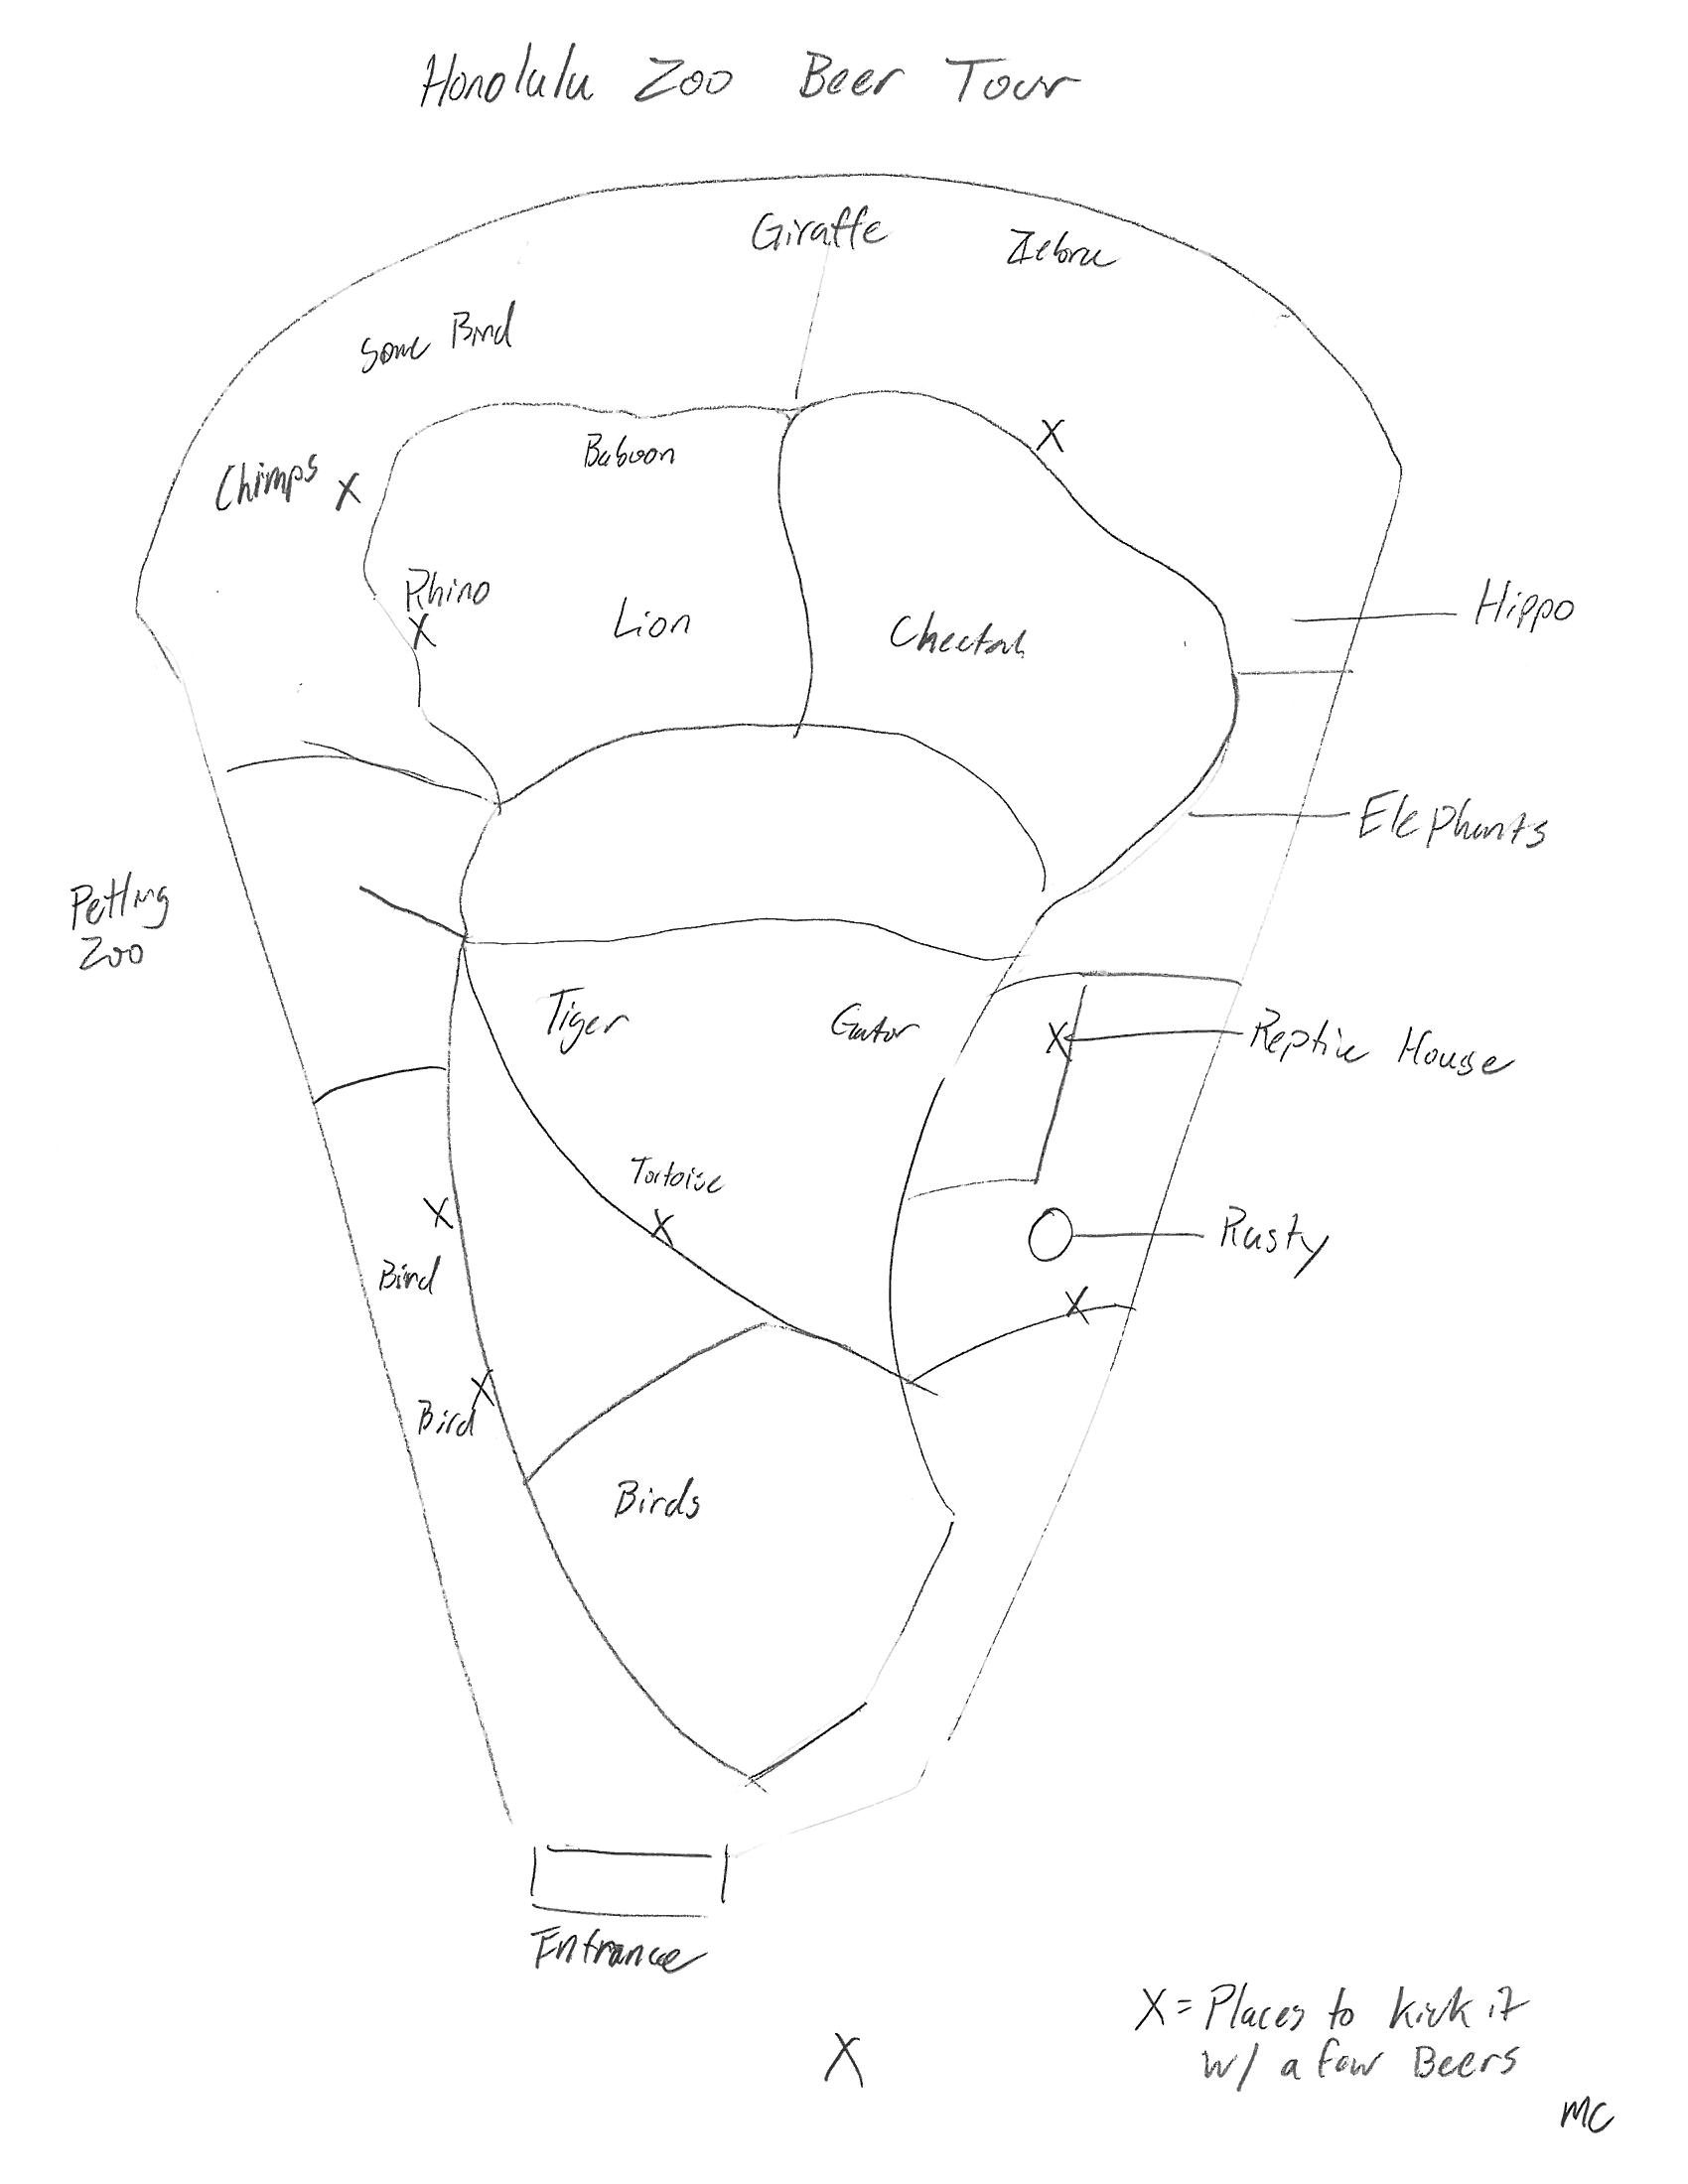 Honolulu Zoo Beer Tour
Giraffe
Zebra
Some Bird
Baboon
Chimps X
X
Rhino
X
Lion
Cheetah
Hippo
Elephants
Petting
Zoo
Tiger
Gator
X
Reptile House
Tortoise
X
X
Rusty
Bird
X
X
Bird
Birds
Entrance
X = Places to kick it
w/ a few Beers
X
MC